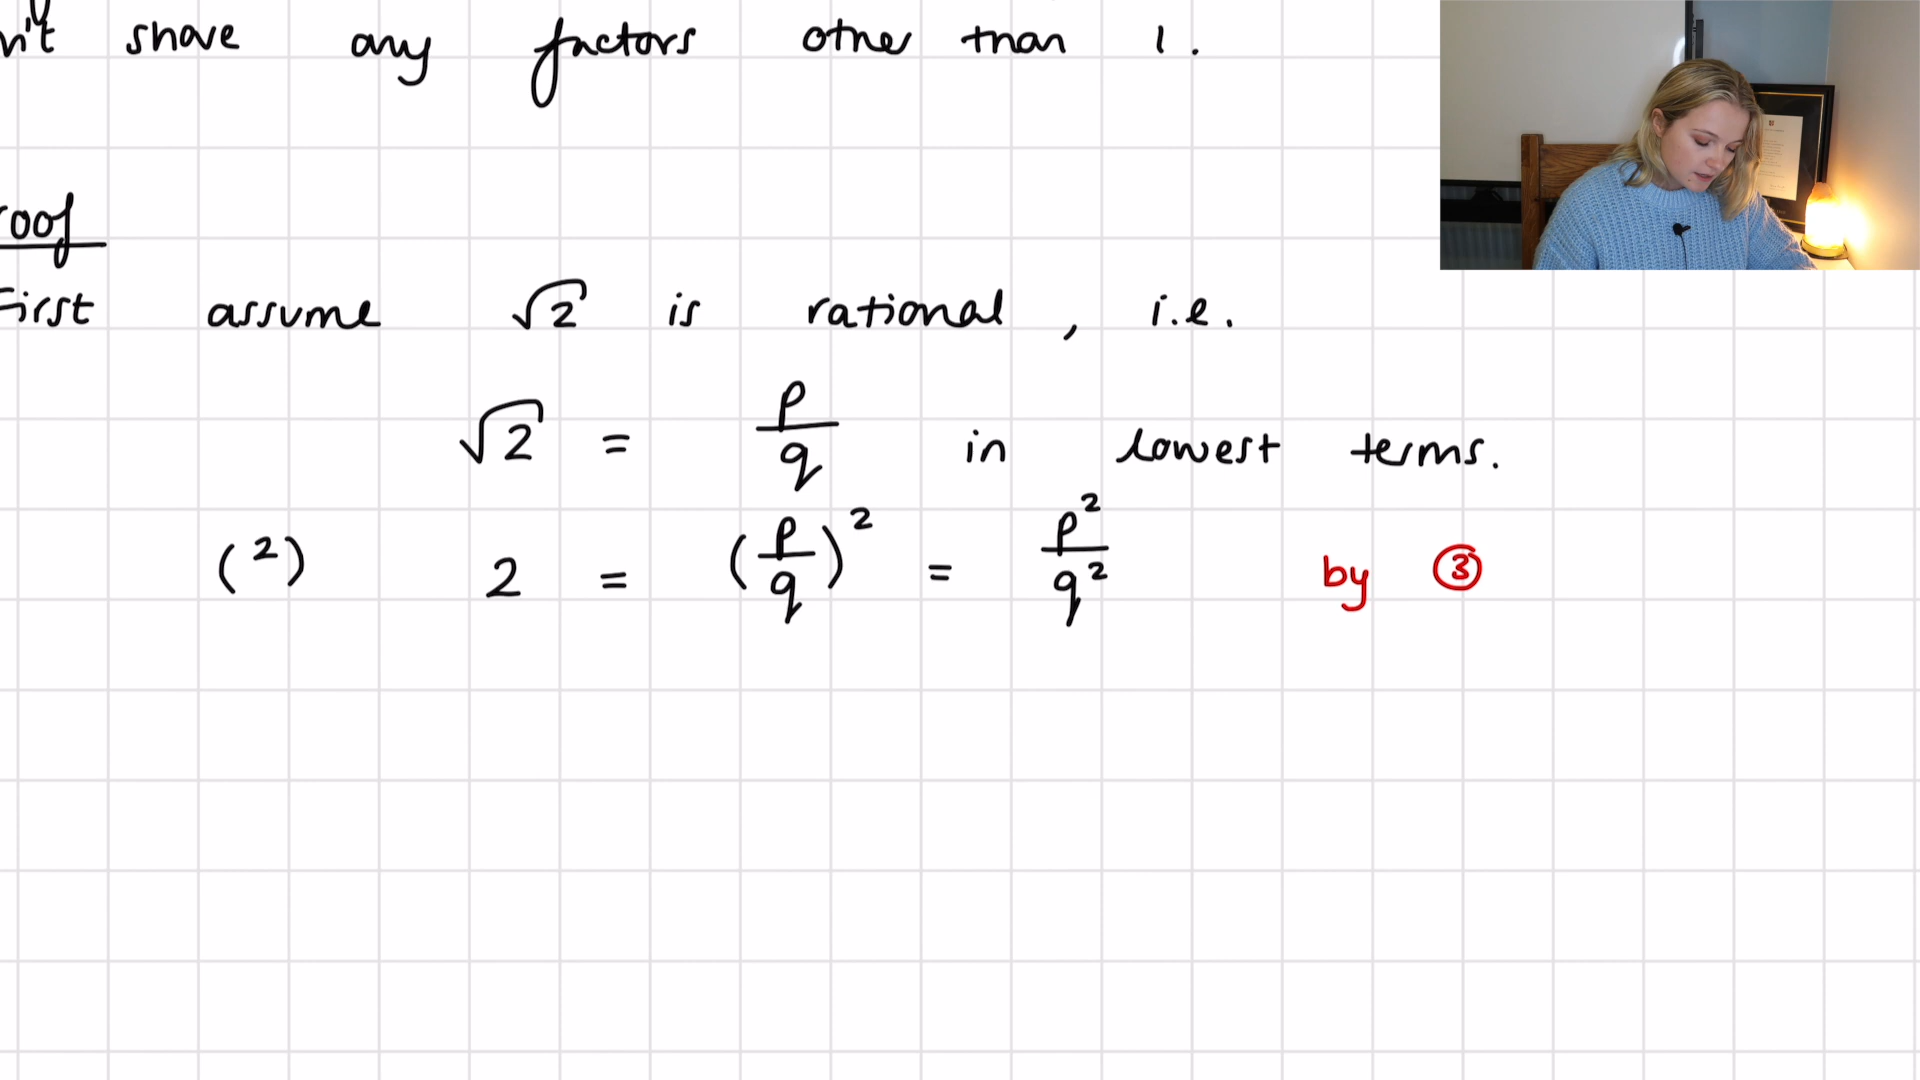 n't share any factors other than 1.
roof
First assume √2 is rational, i.e.
√2 = p/q in lowest terms.
(²) 2 = (p/q)² = p²/q² by ③